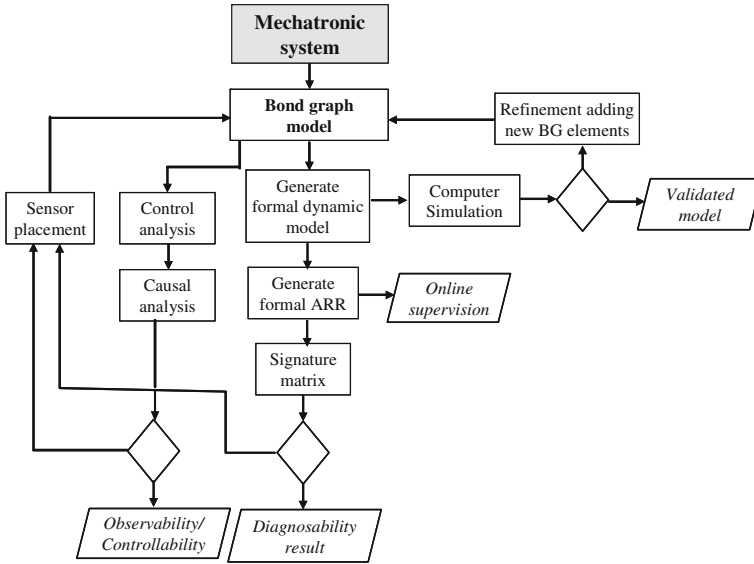 Mechatronic
system
Bond graph
model
Refinement adding
new BG elements
Sensor
placement
Control
analysis
Generate
formal dynamic
model
Computer
Simulation
Validated
model
Causal
analysis
Generate
formal ARR
Online
supervision
Signature
matrix
Observability/
Controllability
Diagnosability
result